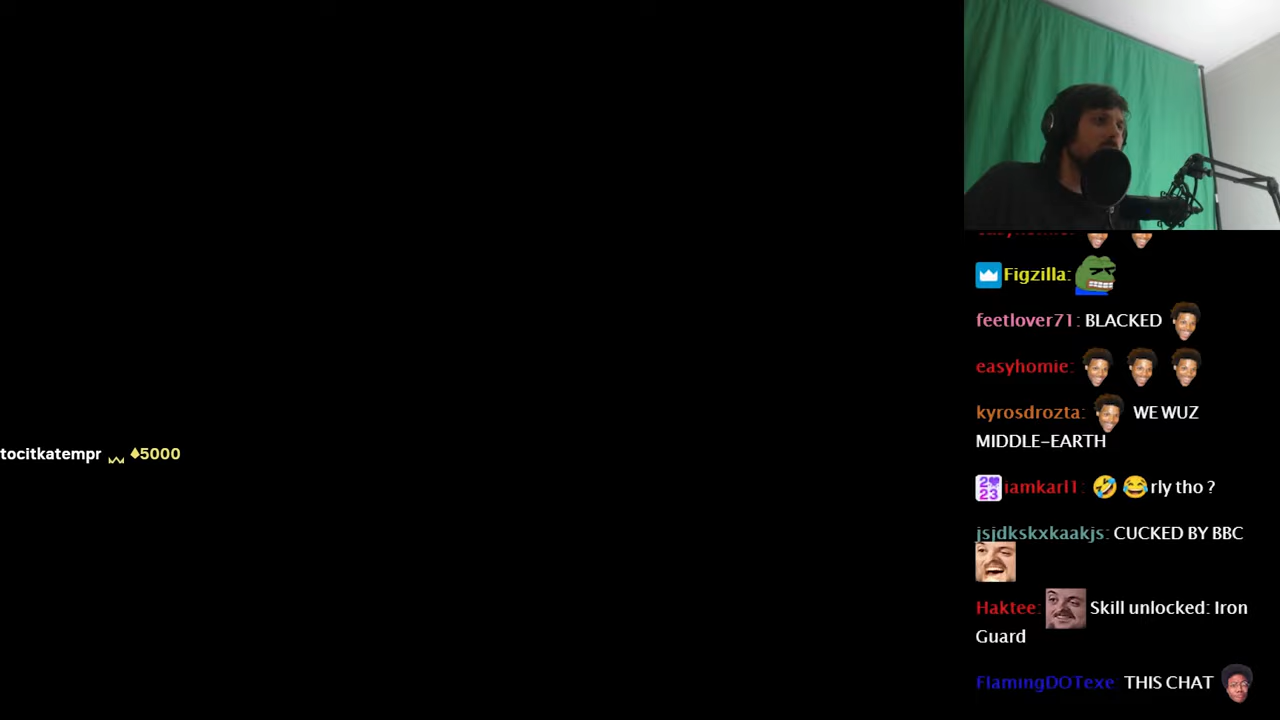 Figzilla:
feetlover71: BLACKED
easyhomie:
kyrosdrozta: WE WUZ
MIDDLE-EARTH
tocitkatempr 5000
iamkarl1: rly tho ?
jsjdkskxkaakjs: CUCKED BY BBC
Haktee: Skill unlocked: Iron
Guard
FlamingDOTexe THIS CHAT